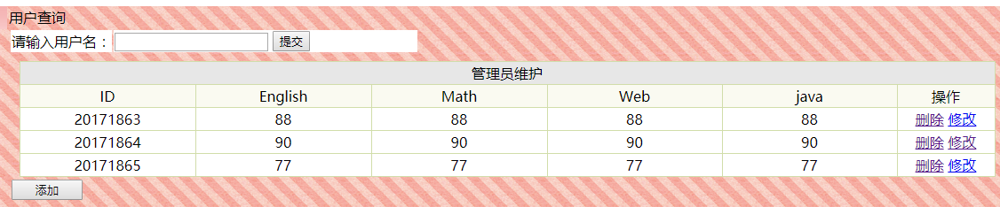 用户查询
请输入用户名： 提交
管理员维护
ID English Math Web java 操作
20171863 88 88 88 88 删除 修改
20171864 90 90 90 90 删除 修改
20171865 77 77 77 77 删除 修改
添加